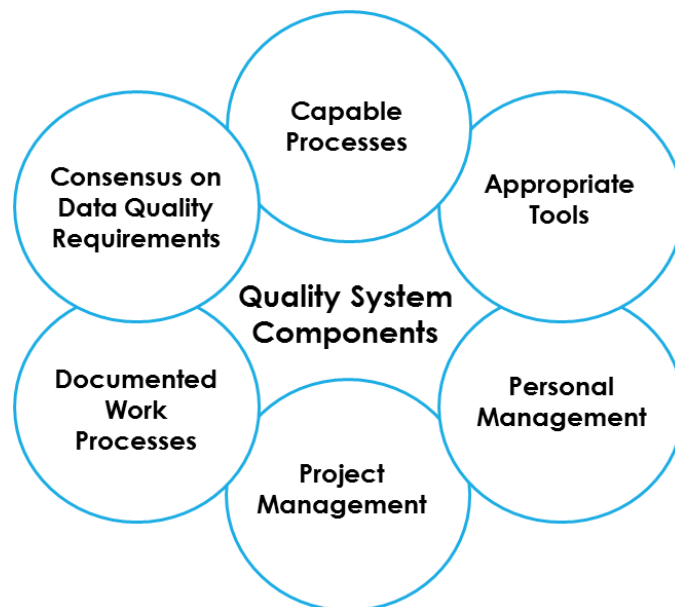 Capable
Processes
Consensus on
Data Quality
Requirements
Appropriate
Tools
Quality System
Components
Documented
Work
Processes
Personal
Management
Project
Management